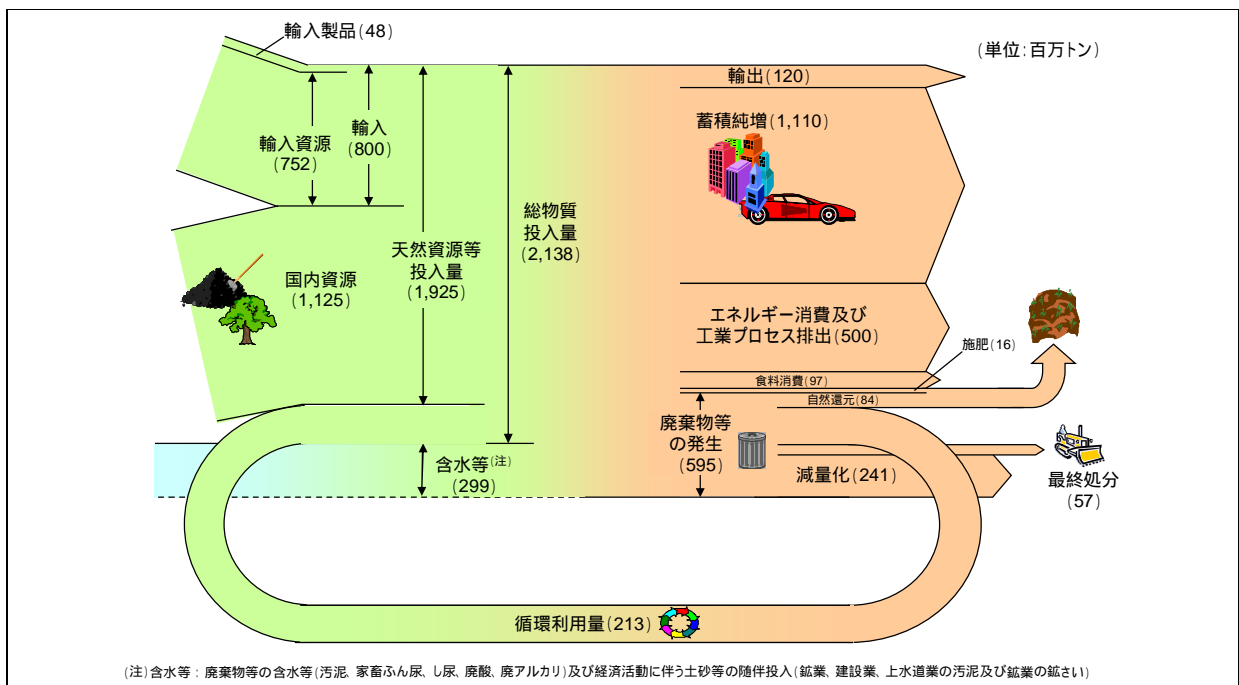 輸入製品(48)
(単位:百万トン)
輸出(120)
蓄積純増(1,110)
輸入資源
(752)
輸入
(800)
総物質
投入量
(2,138)
天然資源等
投入量
(1,925)
国内資源
(1,125)
エネルギー消費及び
工業プロセス排出(500)
施肥(16)
食料消費(97)
自然還元(84)
廃棄物等
の発生
(595)
含水等(注)
(299)
減量化(241)
最終処分
(57)
循環利用量(213)
(注)含水等:廃棄物等の含水等(汚泥、家畜ふん尿、し尿、廃酸、廃アルカリ)及び経済活動に伴う土砂等の随伴投入(鉱業、建設業、上水道業の汚泥及び鉱業の鉱さい)